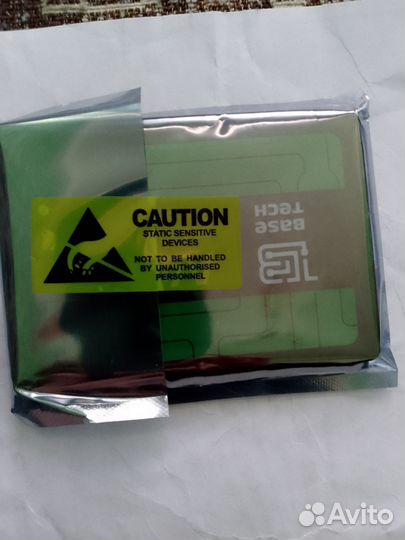 CAUTION
STATIC SENSITIVE
DEVICES
NOT TO BE HANDLED
BY UNAUTHORISED
PERSONNEL
BASE
TECH
Avito